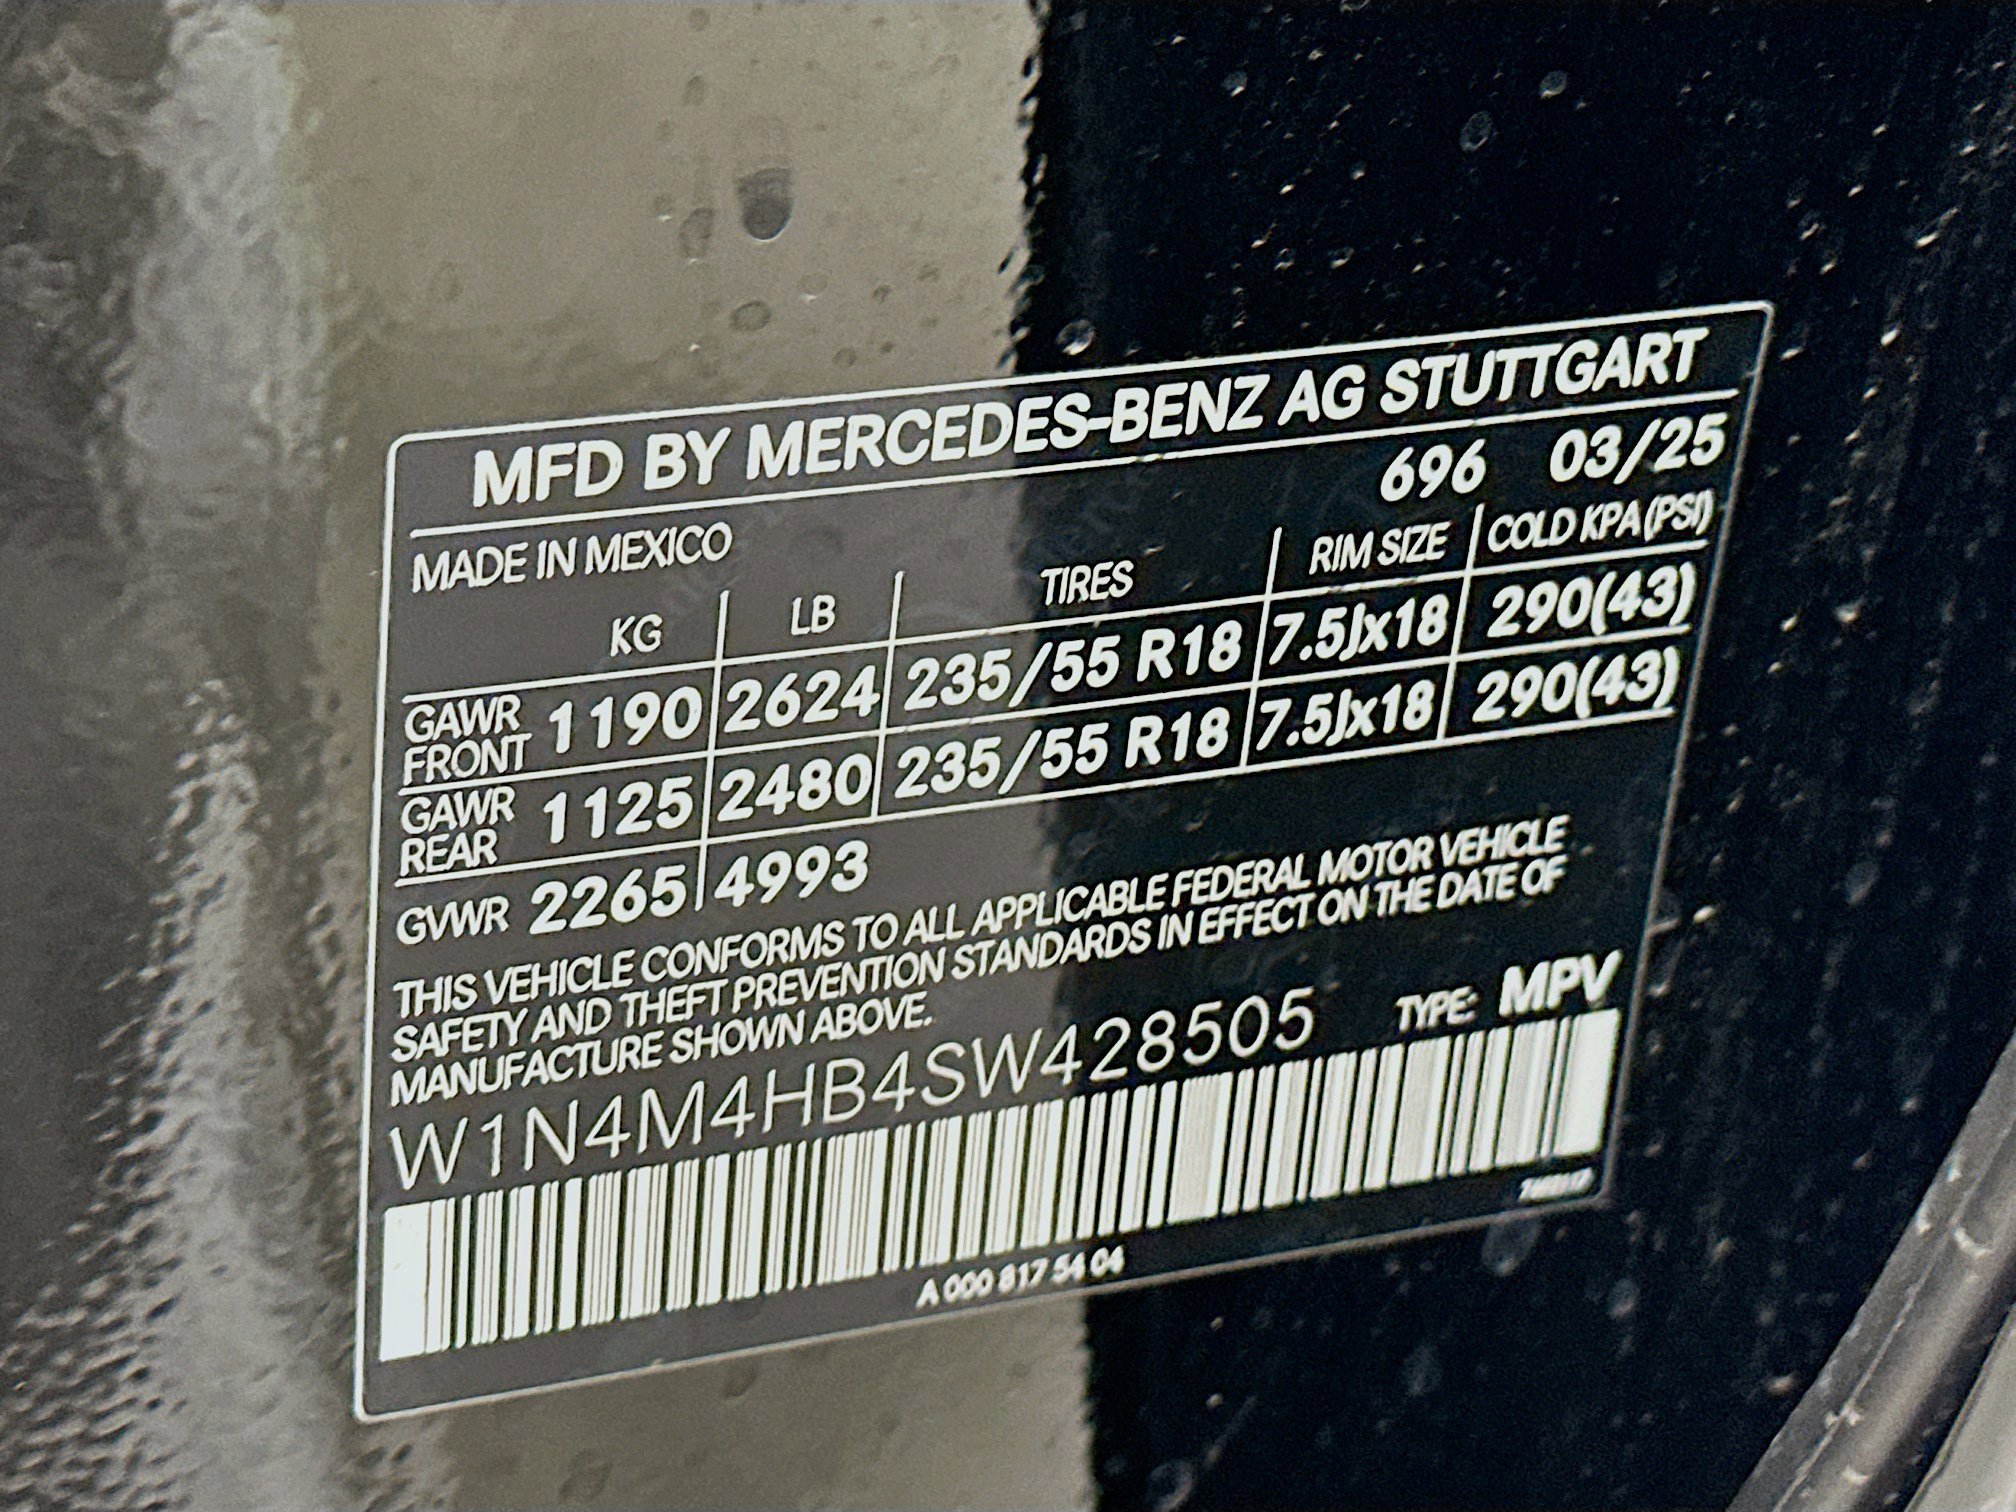 MFD BY MERCEDES-BENZ AG STUTTGART
696 03/25
MADE IN MEXICO
KG LB TIRES RIM SIZE COLD KPA (PSI)
GAWR FRONT 1190 2624 235/55 R18 7.5Jx18 290(43)
GAWR REAR 1125 2480 235/55 R18 7.5Jx18 290(43)
GVWR 2265 4993
THIS VEHICLE CONFORMS TO ALL APPLICABLE FEDERAL MOTOR VEHICLE
SAFETY AND THEFT PREVENTION STANDARDS IN EFFECT ON THE DATE OF
MANUFACTURE SHOWN ABOVE.
W1N4M4HB4SW428505 TYPE: MPV
A 000 817 54 04